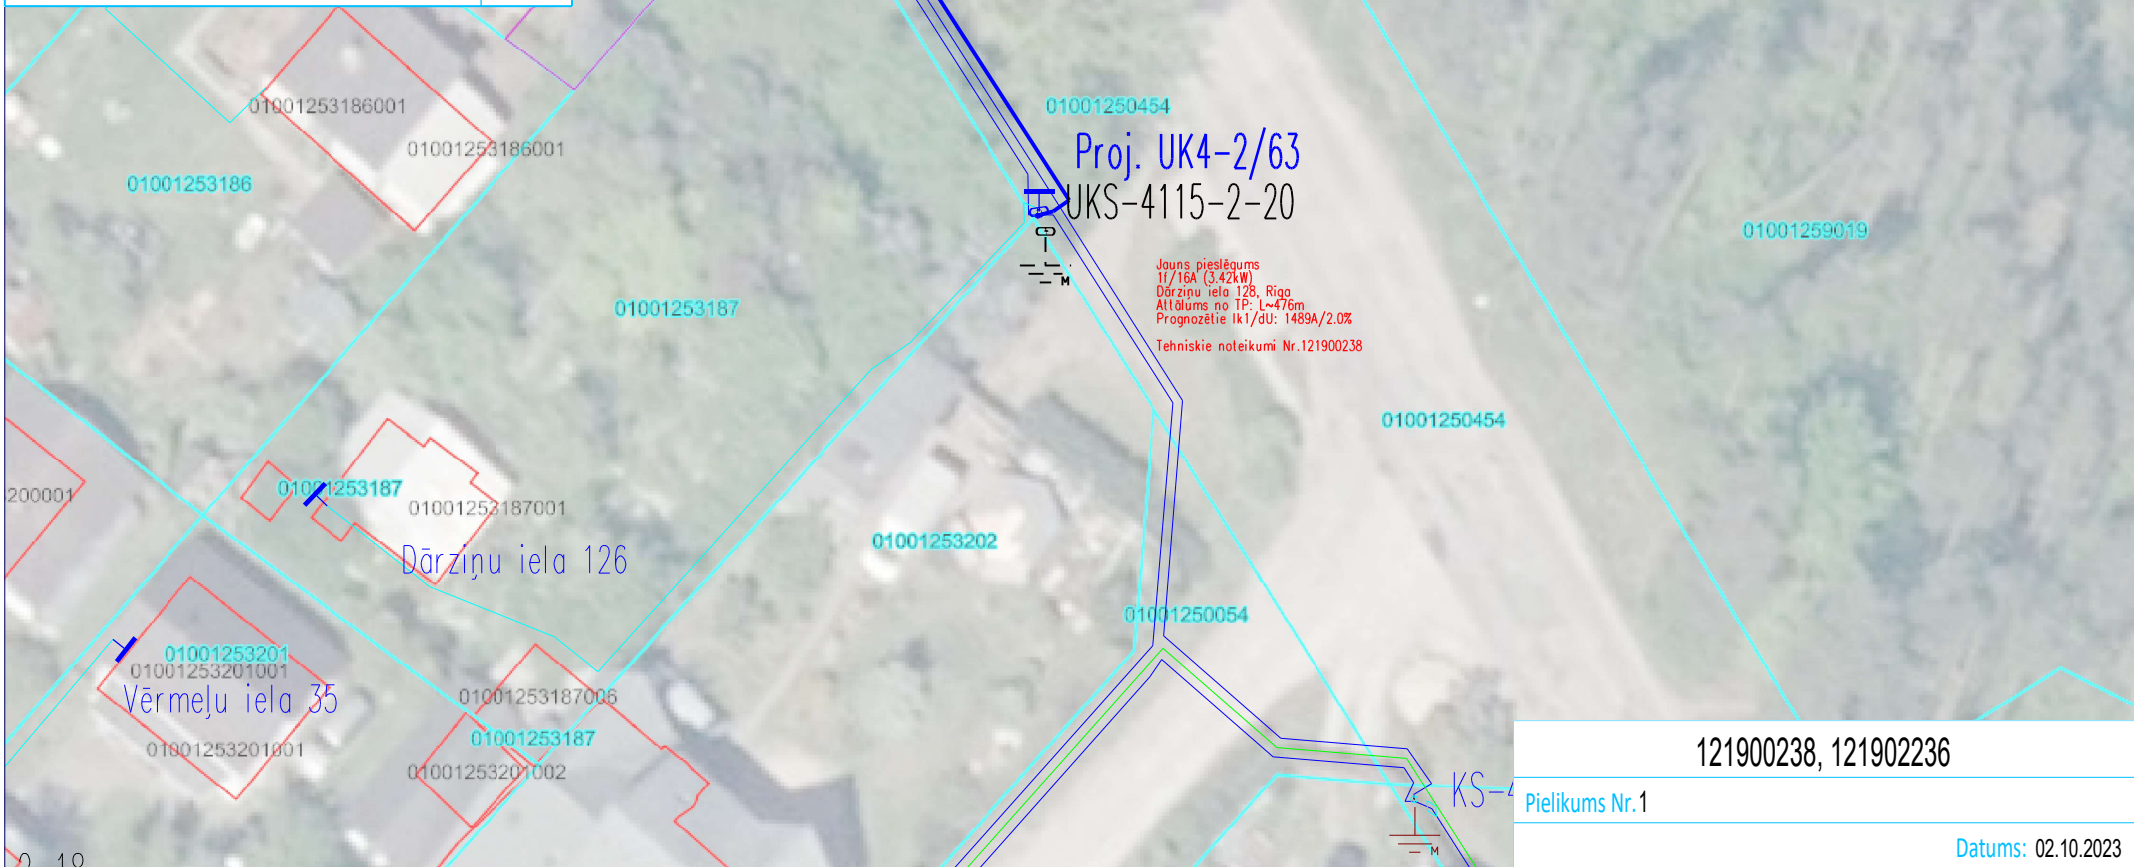 01001253186001
01001253186001
01001253186
01001250454
Proj. UK4-2/63
UKS-4115-2-20
01001259019
Jauns pieslēgums
1f/16A (3.42kW)
Dārziņu iela 128, Rīga
Attālums no TP: L~476m
Prognozētie Ik1/dU: 1489A/2.0%
Tehniskie noteikumi Nr.121900238
M
01001253187
01001250454
200001
01001253187
01001253187001
Dārziņu iela 126
01001253202
01001250054
01001253201
01001253201001
Vērmeļu iela 35
01001253187006
01001253187
01001253201001
01001253201002
KS-4
M
121900238, 121902236
Pielikums Nr. 1
Datums: 02.10.2023